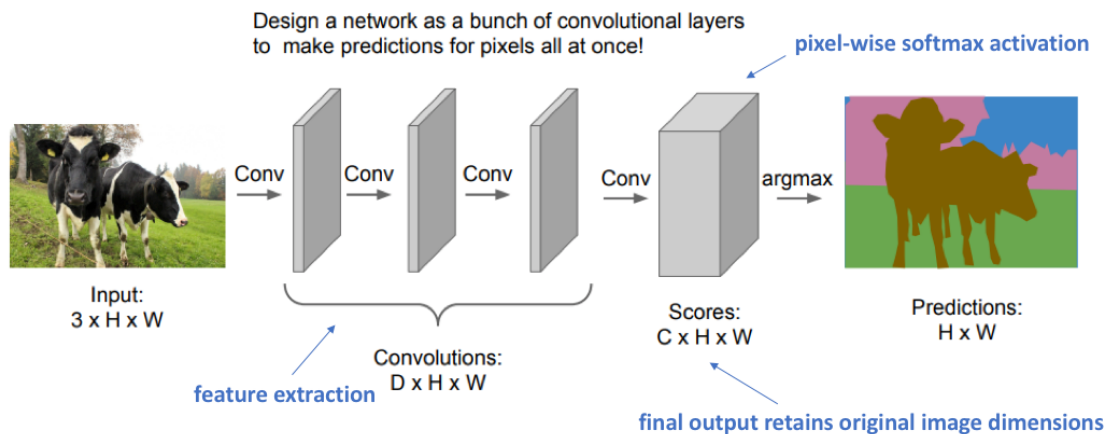 Design a network as a bunch of convolutional layers
to make predictions for pixels all at once!
pixel-wise softmax activation
Conv
Conv
Conv
Conv
argmax
Input:
3 x H x W
Convolutions:
D x H x W
feature extraction
Scores:
C x H x W
Predictions:
H x W
final output retains original image dimensions